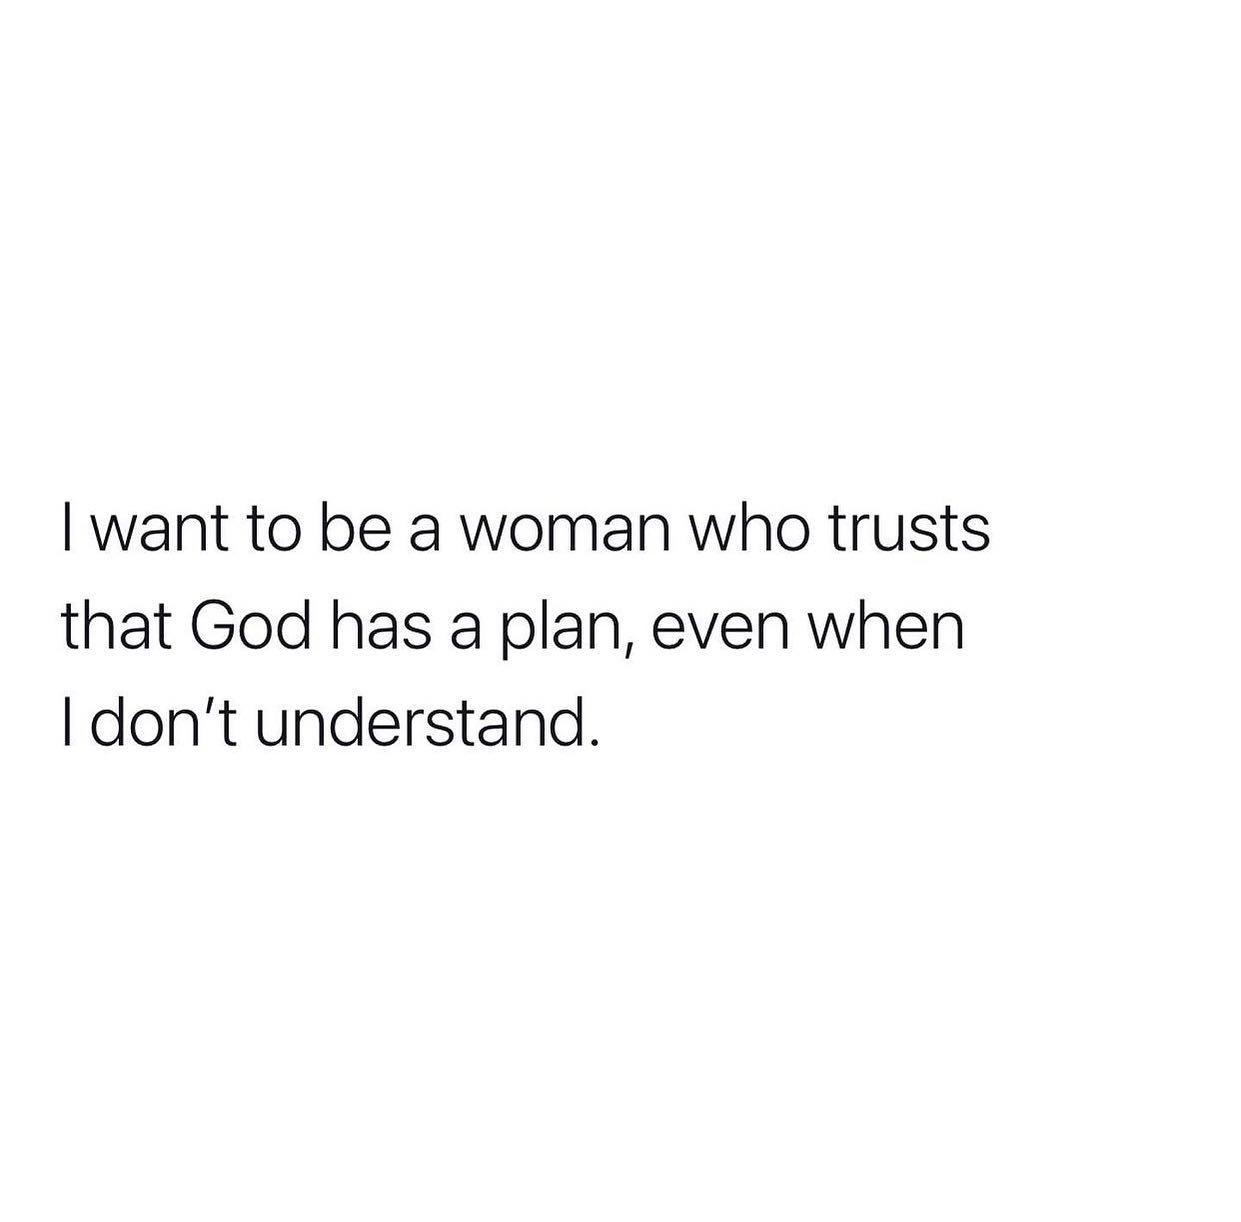 I want to be a woman who trusts
that God has a plan, even when
I don’t understand.